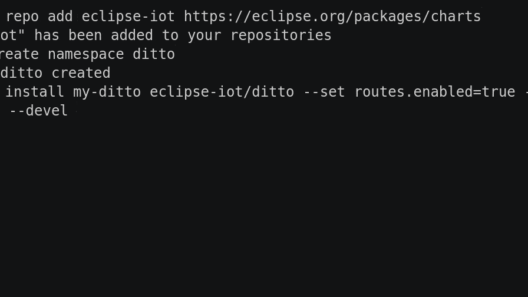 repo add eclipse-iot https://eclipse.org/packages/charts
ot" has been added to your repositories
reate namespace ditto
ditto created
install my-ditto eclipse-iot/ditto --set routes.enabled=true -
--devel